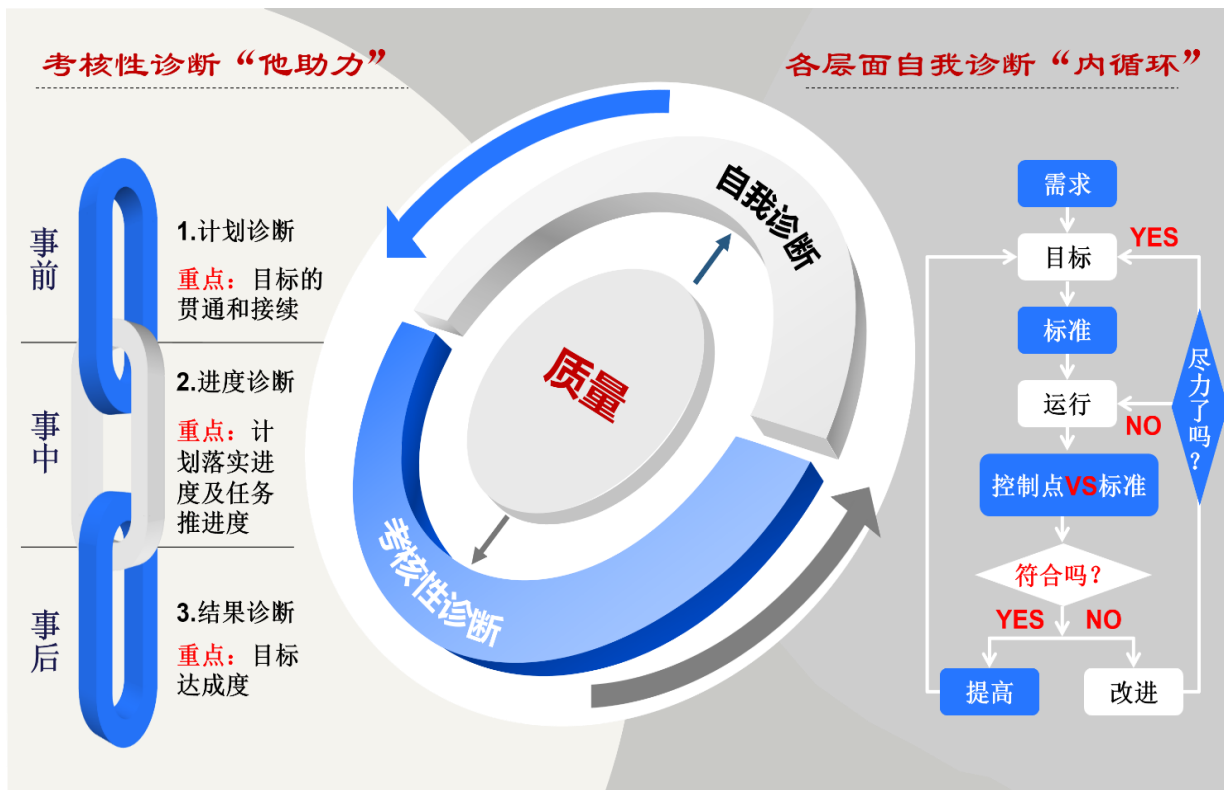 考核性诊断“他助力”
各层面自我诊断“内循环”
事前
1.计划诊断
重点：目标的
贯通和接续
事中
2.进度诊断
重点：计
划落实进
度及任务
推进度
事后
3.结果诊断
重点：目标
达成度
自我诊断
质量
考核性诊断
需求
目标
YES
标准
运行
NO
尽力了吗？
控制点VS标准
符合吗？
YES
NO
提高
改进